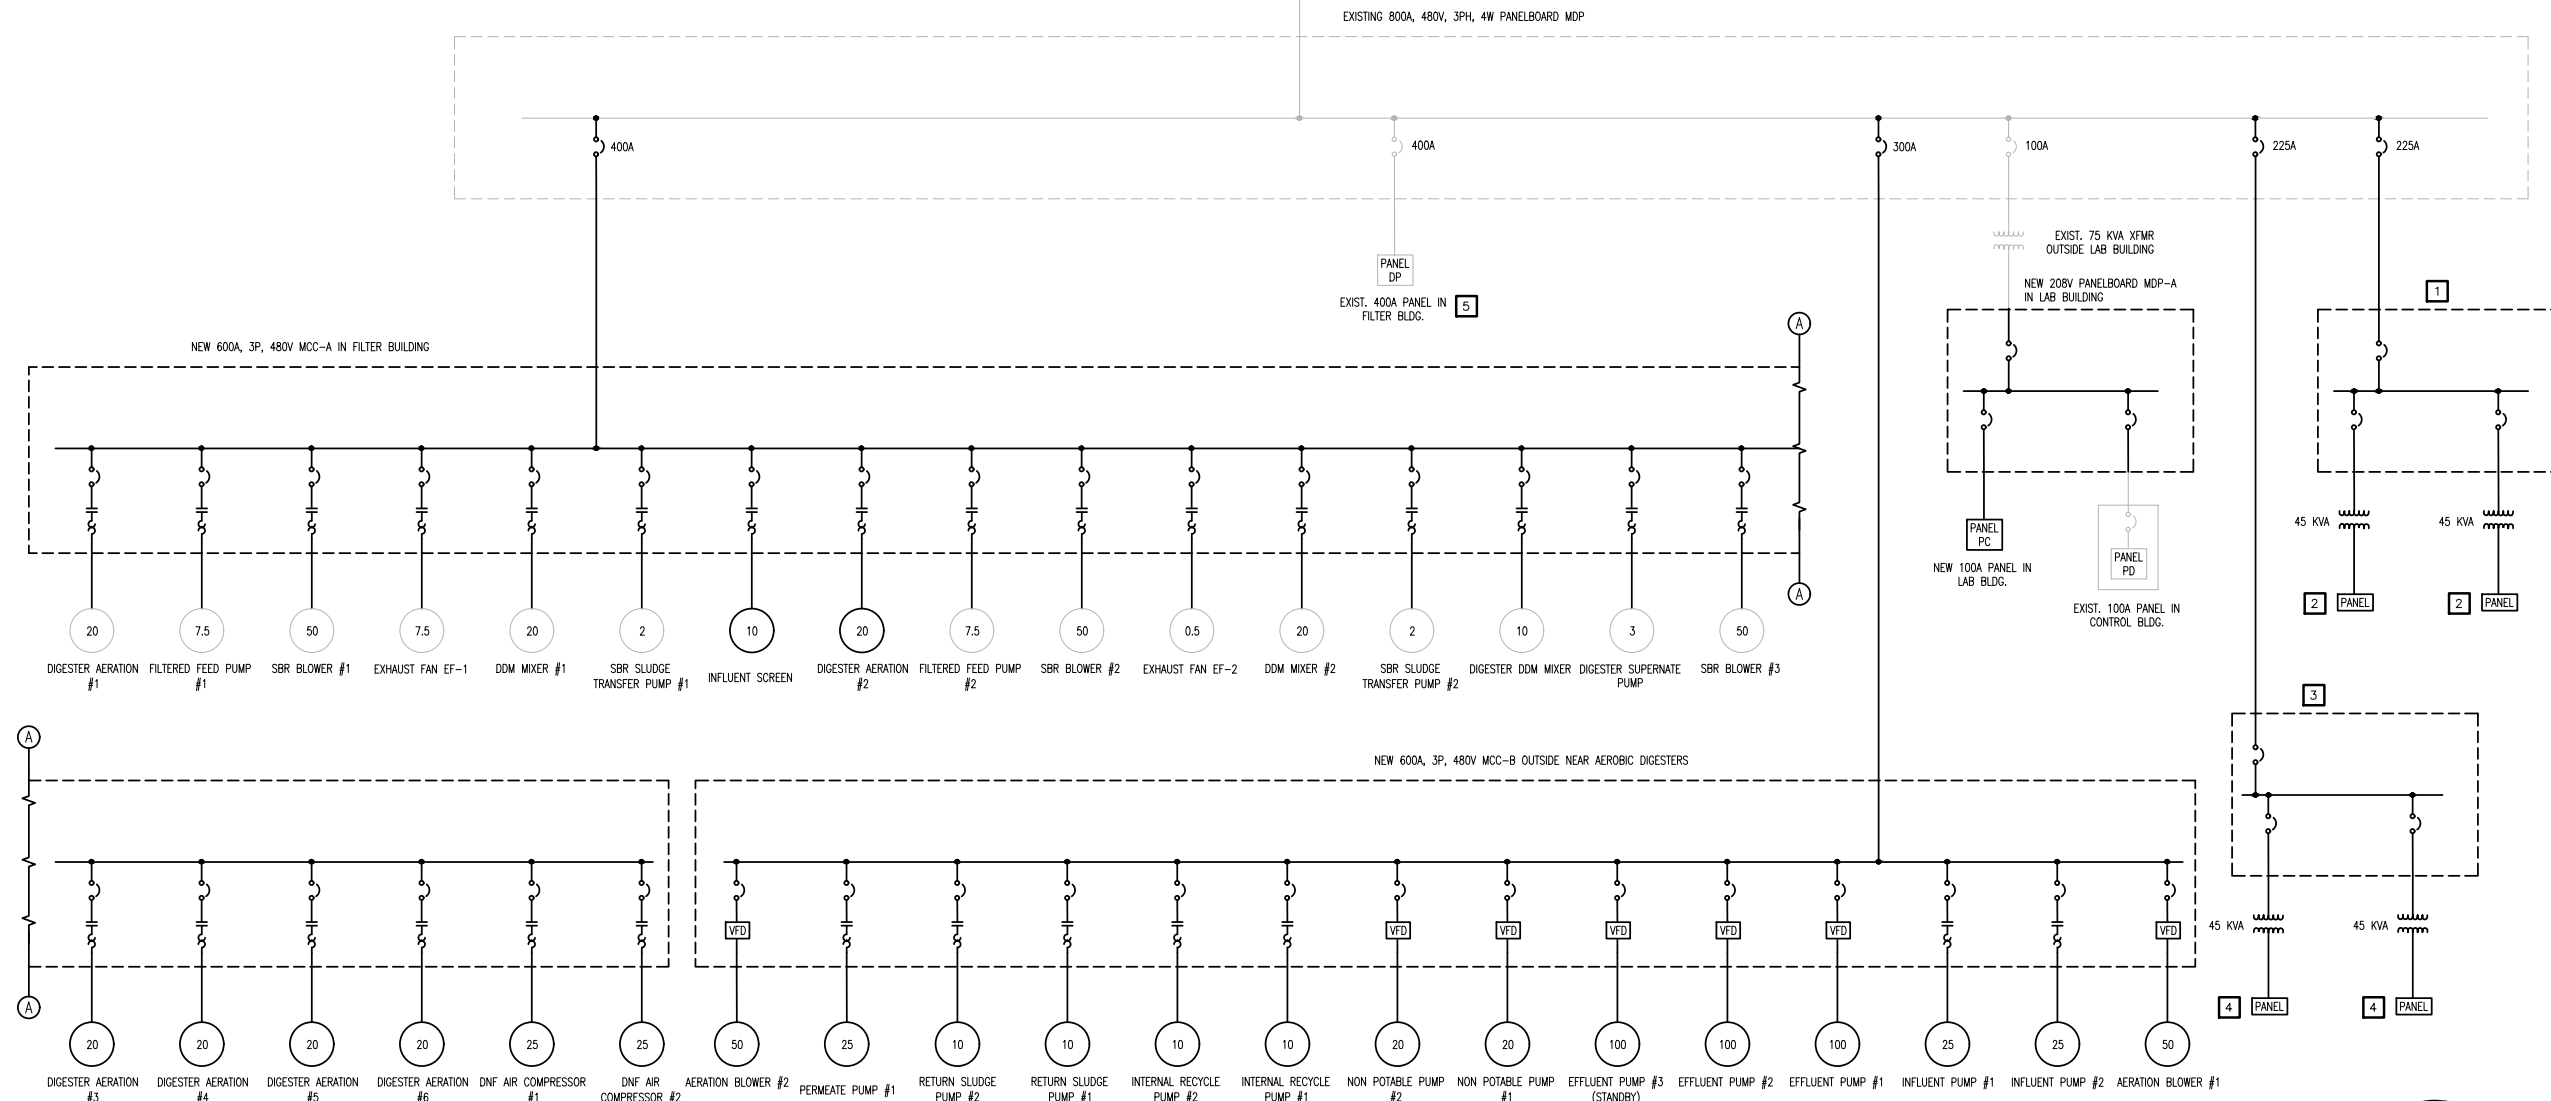 EXISTING 800A, 480V, 3PH, 4W PANELBOARD MDP
400A
400A
300A
100A
225A
225A
EXIST. 75 KVA XFMR
OUTSIDE LAB BUILDING
PANEL
DP
EXIST. 400A PANEL IN
FILTER BLDG.
5
NEW 208V PANELBOARD MDP-A
IN LAB BUILDING
1
A
NEW 600A, 3P, 480V MCC-A IN FILTER BUILDING
PANEL
PC
NEW 100A PANEL IN
LAB BLDG.
PANEL
PD
EXIST. 100A PANEL IN
CONTROL BLDG.
45 KVA
45 KVA
2
PANEL
2
PANEL
A
20
7.5
50
7.5
20
2
10
20
7.5
50
0.5
20
2
10
3
50
DIGESTER AERATION
#1
FILTERED FEED PUMP
#1
SBR BLOWER #1
EXHAUST FAN EF-1
DDM MIXER #1
SBR SLUDGE
TRANSFER PUMP #1
INFLUENT SCREEN
DIGESTER AERATION
#2
FILTERED FEED PUMP
#2
SBR BLOWER #2
EXHAUST FAN EF-2
DDM MIXER #2
SBR SLUDGE
TRANSFER PUMP #2
DIGESTER DDM MIXER
DIGESTER SUPERNATE
PUMP
SBR BLOWER #3
3
A
NEW 600A, 3P, 480V MCC-B OUTSIDE NEAR AEROBIC DIGESTERS
VFD
VFD
VFD
VFD
VFD
VFD
VFD
45 KVA
45 KVA
4
PANEL
4
PANEL
A
20
20
20
20
25
25
50
25
10
10
10
10
20
20
100
100
100
25
25
50
DIGESTER AERATION
#3
DIGESTER AERATION
#4
DIGESTER AERATION
#5
DIGESTER AERATION
#6
DNF AIR COMPRESSOR
#1
DNF AIR
COMPRESSOR #2
AERATION BLOWER #2
PERMEATE PUMP #1
RETURN SLUDGE
PUMP #2
RETURN SLUDGE
PUMP #1
INTERNAL RECYCLE
PUMP #2
INTERNAL RECYCLE
PUMP #1
NON POTABLE PUMP
#2
NON POTABLE PUMP
#1
EFFLUENT PUMP #3
(STANDBY)
EFFLUENT PUMP #2
EFFLUENT PUMP #1
INFLUENT PUMP #1
INFLUENT PUMP #2
AERATION BLOWER #1